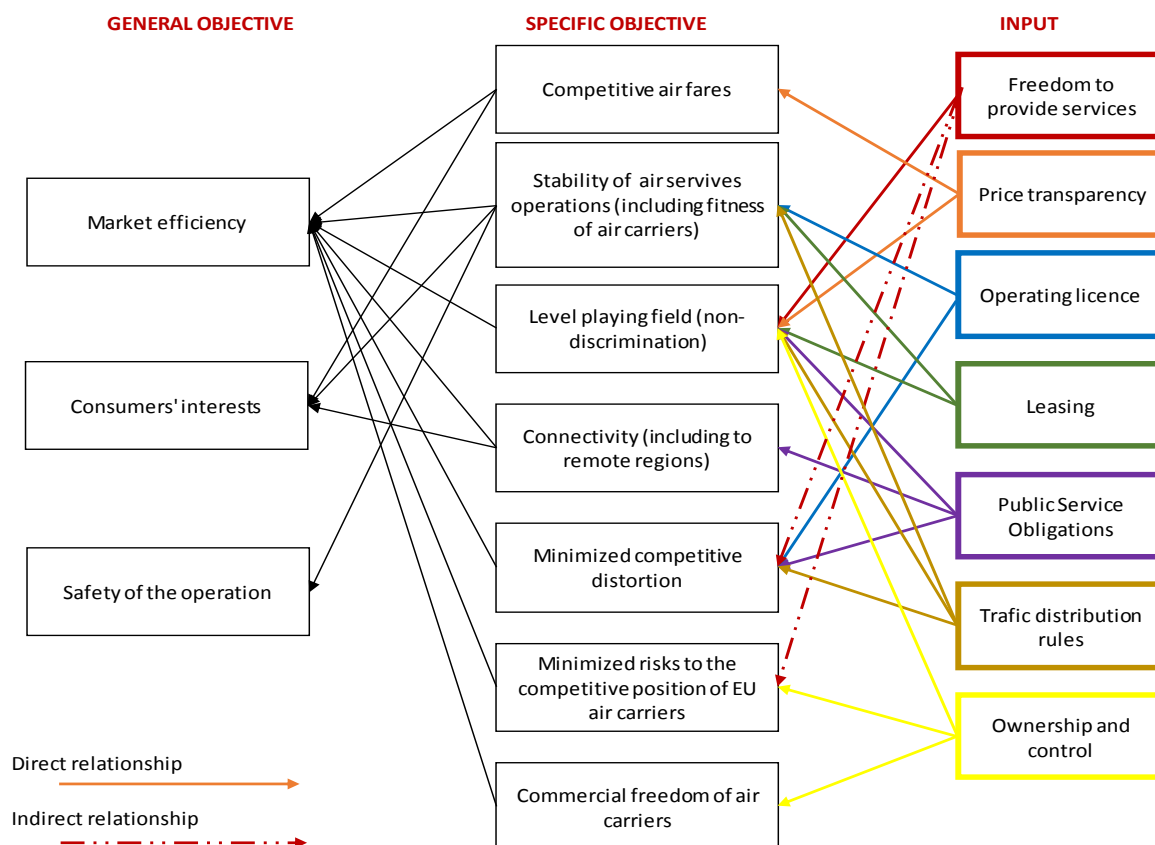 GENERAL OBJECTIVE
SPECIFIC OBJECTIVE
INPUT
Market efficiency
Consumers' interests
Safety of the operation
Competitive air fares
Stability of air servives
operations (including fitness
of air carriers)
Level playing field (non-
discrimination)
Connectivity (including to
remote regions)
Minimized competitive
distortion
Minimized risks to the
competitive position of EU
air carriers
Commercial freedom of air
carriers
Freedom to
provide services
Price transparency
Operating licence
Leasing
Public Service
Obligations
Trafic distribution
rules
Ownership and
control
Direct relationship
Indirect relationship